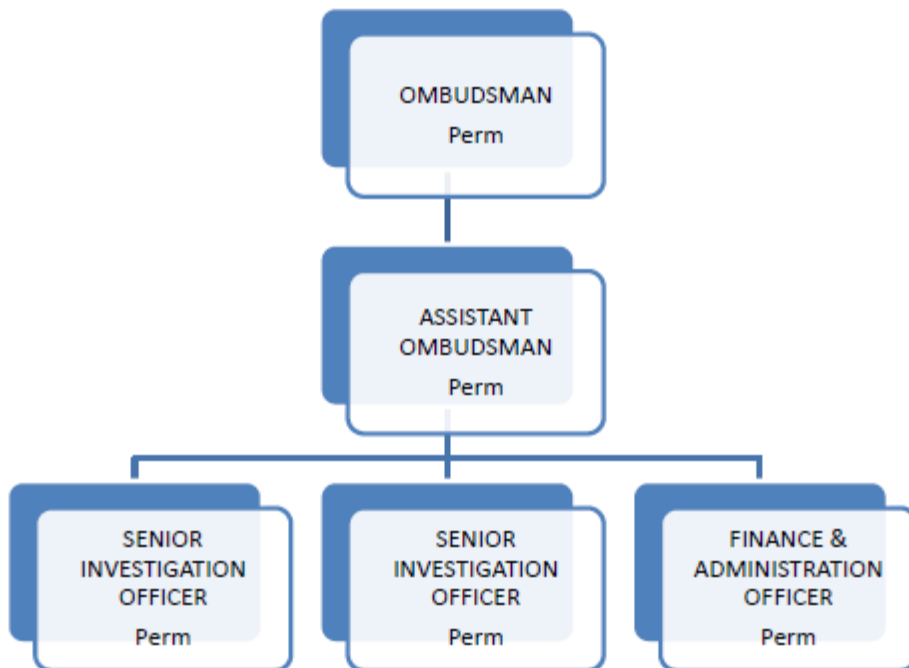 OMBUDSMAN
Perm
ASSISTANT
OMBUDSMAN
Perm
SENIOR
INVESTIGATION
OFFICER
Perm
SENIOR
INVESTIGATION
OFFICER
Perm
FINANCE &
ADMINISTRATION
OFFICER
Perm